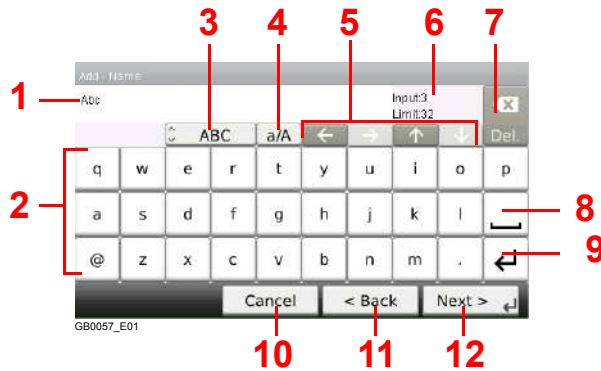 3 4 5 6 7
Add - Name
1 Abc Input:3
Limit:32
ABC a/A ← → ↑ ↓ Del.
2 q w e r t y u i o p
a s d f g h j k l 8
@ z x c v b n m . ↵ 9
Cancel < Back Next > ↵
GB0057_E01
10 11 12